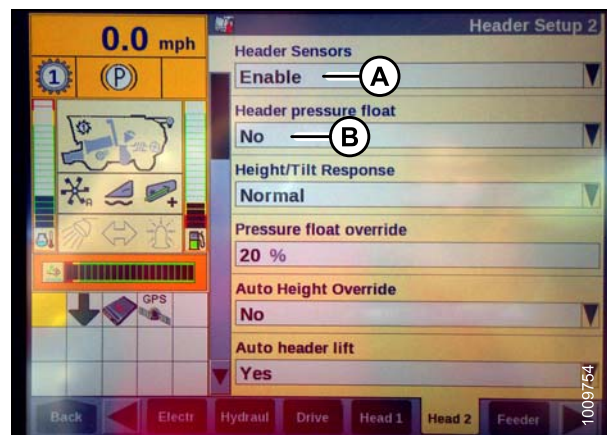 0.0 mph
Header Setup 2
1
(P)
Header Sensors
Enable
A
Header pressure float
No
B
Height/Tilt Response
Normal
Pressure float override
20 %
GPS
Auto Height Override
No
Auto header lift
Yes
Back
Electr
Hydraul
Drive
Head 1
Head 2
Feeder
1009754